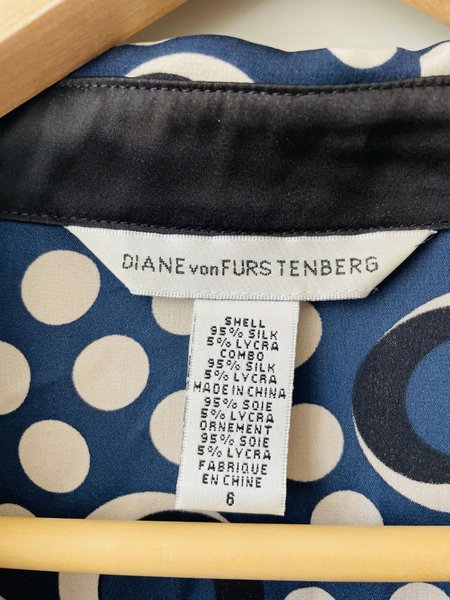 DIANE von FURSTENBERG
SHELL
95% SILK
5% LYCRA
COMBO
95% SILK
5% LYCRA
MADE IN CHINA
95% SOIE
5% LYCRA
ORNEMENT
95% SOIE
5% LYCRA
FABRIQUE
EN CHINE
6